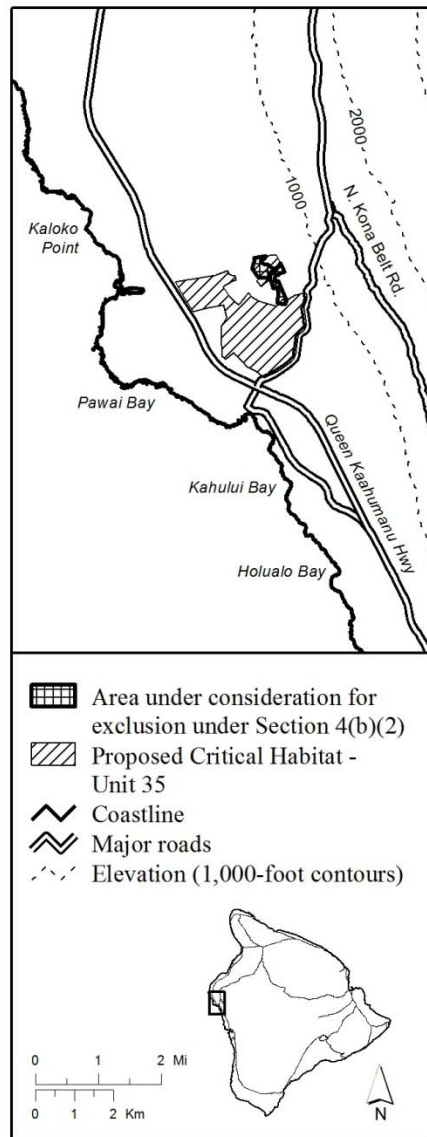 2000
1000
N. Kona Belt Rd.
Kaloko
Point
Pawai Bay
Kahului Bay
Queen Kaahumanu Hwy
Holualo Bay
Area under consideration for
exclusion under Section 4(b)(2)
Proposed Critical Habitat -
Unit 35
Coastline
Major roads
Elevation (1,000-foot contours)
0 1 2 Mi
0 1 2 Km
N